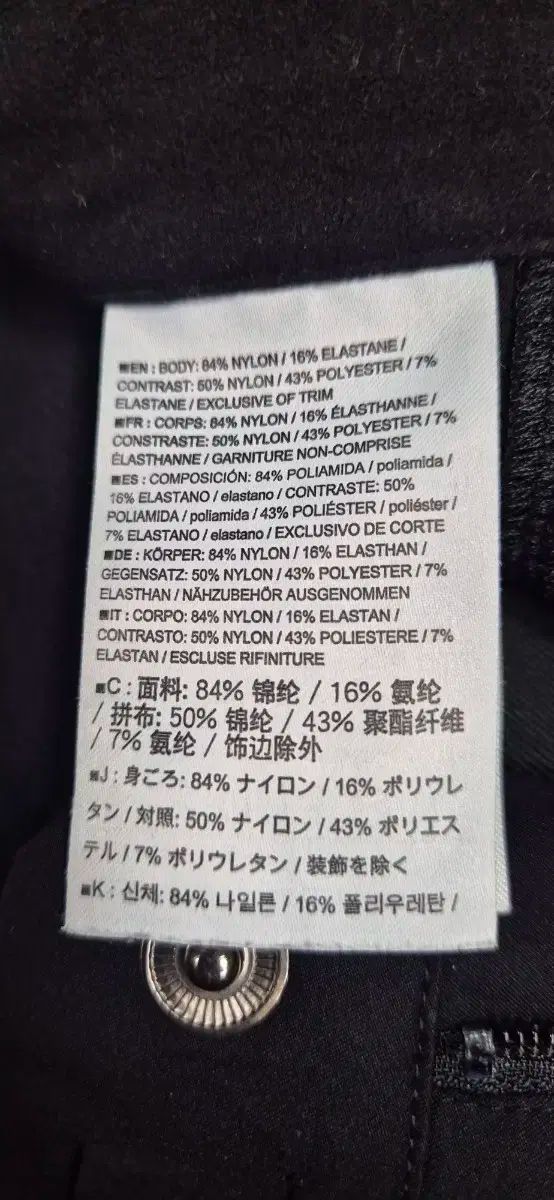 ■EN : BODY: 84% NYLON / 16% ELASTANE /
CONTRAST: 50% NYLON / 43% POLYESTER / 7%
ELASTANE / EXCLUSIVE OF TRIM
■FR : CORPS: 84% NYLON / 16% ÉLASTHANNE /
CONSTRASTE: 50% NYLON / 43% POLYESTER / 7%
ÉLASTHANNE / GARNITURE NON-COMPRISE
■ES : COMPOSICIÓN: 84% POLIAMIDA / poliamida /
16% ELASTANO / elastano / CONTRASTE: 50%
POLIAMIDA / poliamida / 43% POLIÉSTER / poliéster /
7% ELASTANO / elastano / EXCLUSIVO DE CORTE
■DE : KÖRPER: 84% NYLON / 16% ELASTHAN /
GEGENSATZ: 50% NYLON / 43% POLYESTER / 7%
ELASTHAN / NÄHZUBEHÖR AUSGENOMMEN
■IT : CORPO: 84% NYLON / 16% ELASTAN /
CONTRASTO: 50% NYLON / 43% POLIESTERE / 7%
ELASTAN / ESCLUSE RIFINITURE
■C : 面料: 84% 锦纶 / 16% 氨纶
/ 拼布: 50% 锦纶 / 43% 聚酯纤维
/ 7% 氨纶 / 饰边除外
■J : 身ごろ: 84% ナイロン / 16% ポリウレ
タン / 対照: 50% ナイロン / 43% ポリエス
テル / 7% ポリウレタン / 装飾を除く
■K : 신체: 84% 나일론 / 16% 폴리우레탄 /